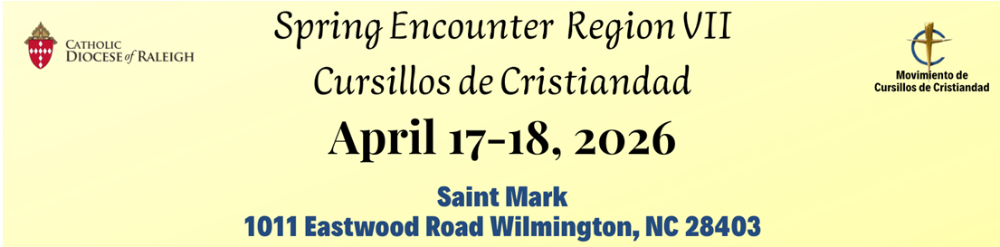 CATHOLIC
DIOCESE of RALEIGH
Spring Encounter Region VII
Cursillos de Cristiandad
April 17-18, 2026
Saint Mark
1011 Eastwood Road Wilmington, NC 28403
Movimiento de
Cursillos de Cristiandad